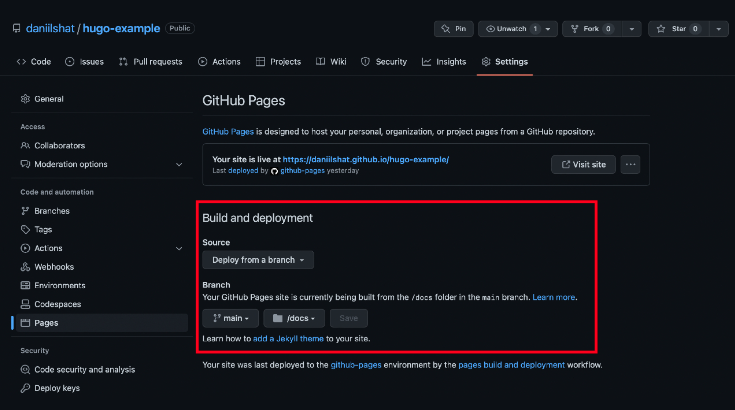 daniilshat / hugo-example Public
Pin
Unwatch 1
Fork 0
Star 0
Code
Issues
Pull requests
Actions
Projects
Wiki
Security
Insights
Settings
General
Access
Collaborators
Moderation options
Code and automation
Branches
Tags
Actions
Webhooks
Environments
Codespaces
Pages
Security
Code security and analysis
Deploy keys
GitHub Pages
GitHub Pages is designed to host your personal, organization, or project pages from a GitHub repository.
Your site is live at https://daniilshat.github.io/hugo-example/
Last deployed by github-pages yesterday
Visit site
Build and deployment
Source
Deploy from a branch
Branch
Your GitHub Pages site is currently being built from the /docs folder in the main branch. Learn more.
main
/docs
Save
Learn how to add a Jekyll theme to your site.
Your site was last deployed to the github-pages environment by the pages build and deployment workflow.